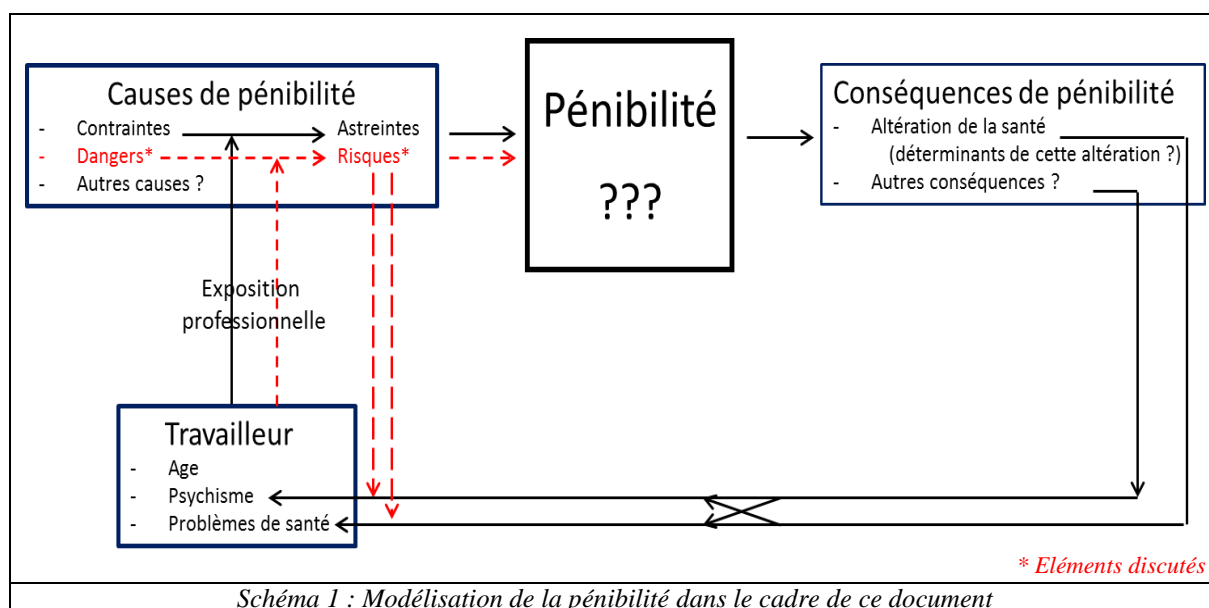 Causes de pénibilité
- Contraintes Astreintes
- Dangers* Risques*
- Autres causes ?
Pénibilité
???
Conséquences de pénibilité
- Altération de la santé
(déterminants de cette altération ?)
- Autres conséquences ?
Exposition
professionnelle
Travailleur
- Age
- Psychisme
- Problèmes de santé
* Eléments discutés
Schéma 1 : Modélisation de la pénibilité dans le cadre de ce document